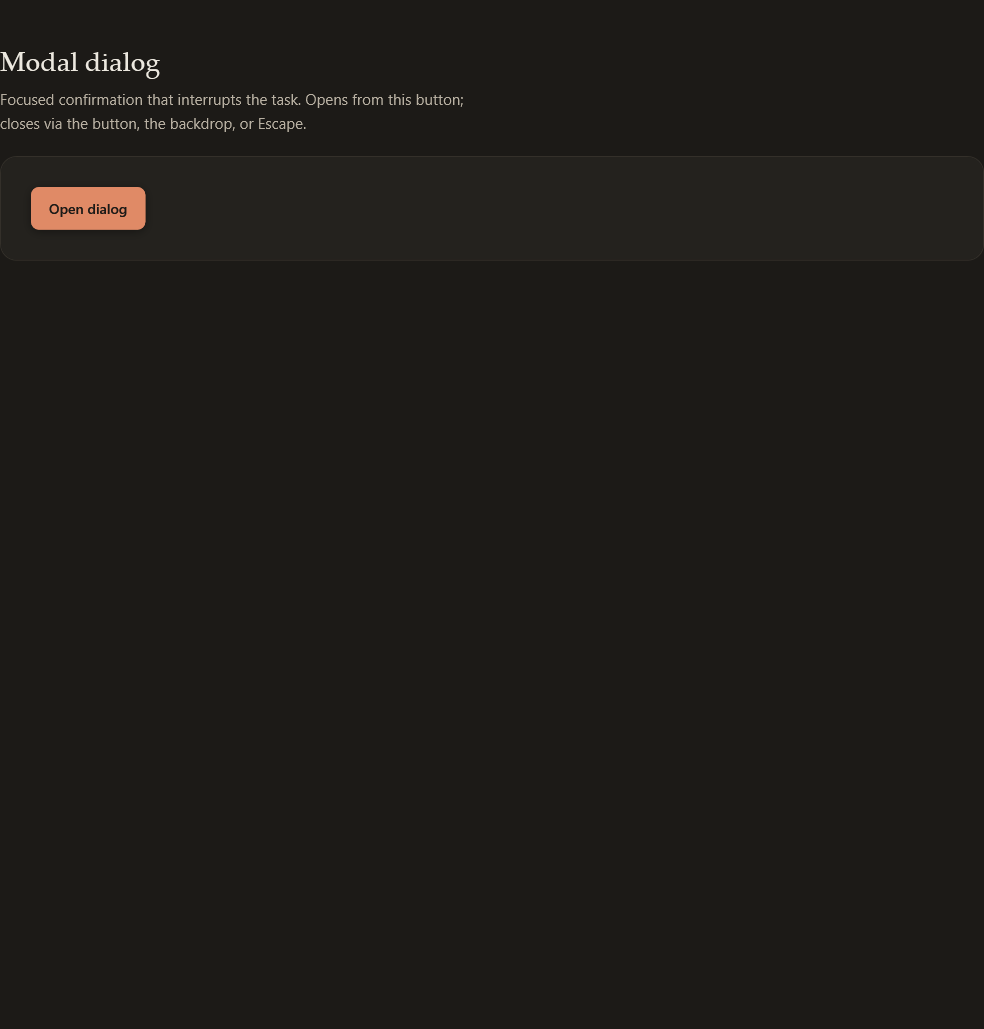 Modal dialog
Focused confirmation that interrupts the task. Opens from this button;
closes via the button, the backdrop, or Escape.
Open dialog